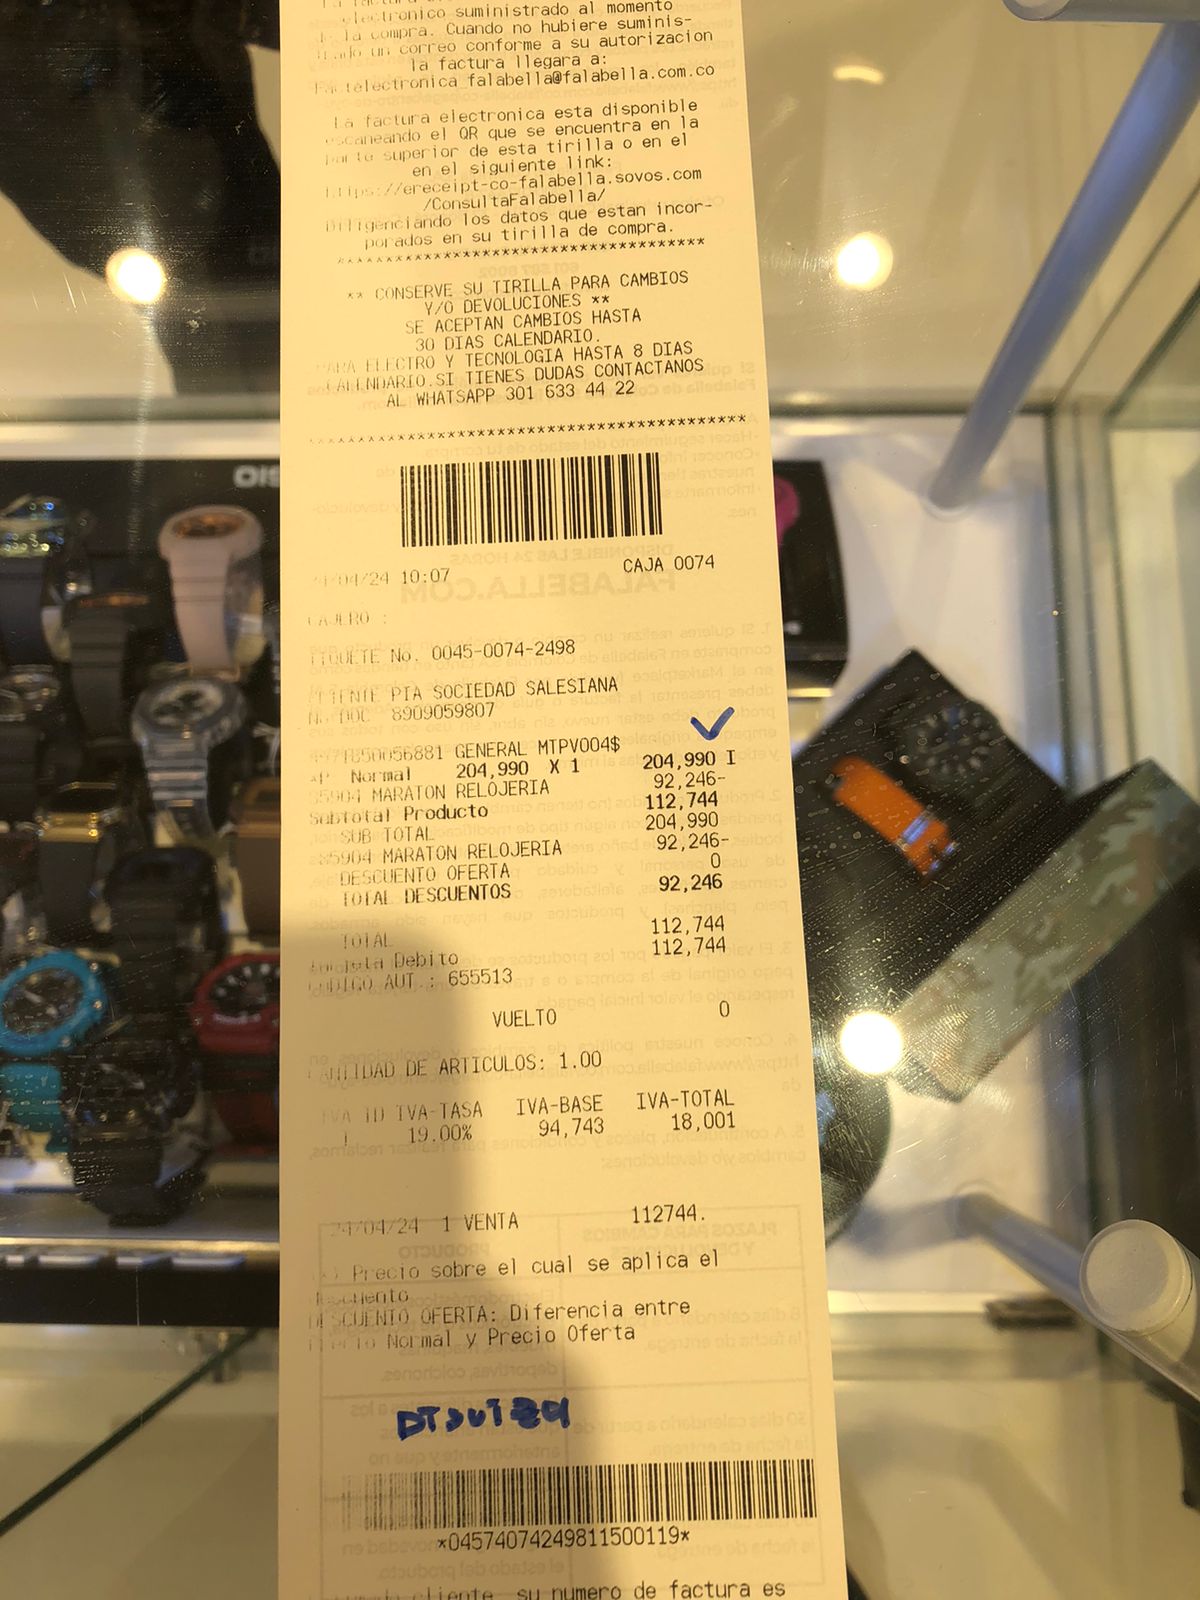 electronico suministrado al momento
de la compra. Cuando no hubiere suminis-
trado un correo conforme a su autorizacion
la factura llegara a:
Factelectronica_falabella@falabella.com.co
La factura electronica esta disponible
escaneando el QR que se encuentra en la
parte superior de esta tirilla o en el
en el siguiente link:
https://ereceipt-co-falabella.sovos.com
/ConsultaFalabella/
Diligenciando los datos que estan incor-
porados en su tirilla de compra.
****************************************
** CONSERVE SU TIRILLA PARA CAMBIOS
Y/O DEVOLUCIONES **
SE ACEPTAN CAMBIOS HASTA
30 DIAS CALENDARIO.
PARA ELECTRO Y TECNOLOGIA HASTA 8 DIAS
CALENDARIO.SI TIENES DUDAS CONTACTANOS
AL WHATSAPP 301 633 44 22
****************************************
24/04/24 10:07 CAJA 0074
CAJERO :
TIQUETE No. 0045-0074-2498
CLIENTE PIA SOCIEDAD SALESIANA
No DOC 8909059807
GENERAL MTPV004$
Normal 204,990 X 1 204,990 I
MARATON RELOJERIA 92,246-
Subtotal Producto 112,744
SUB TOTAL 204,990
85904 MARATON RELOJERIA 92,246-
DESCUENTO OFERTA 0
TOTAL DESCUENTOS 92,246
TOTAL 112,744
Tarjeta Debito 112,744
CODIGO AUT.: 655513
VUELTO 0
CANTIDAD DE ARTICULOS: 1.00
IVA ID IVA-TASA IVA-BASE IVA-TOTAL
I 19.00% 94,743 18,001
24/04/24 1 VENTA 112744.
Precio sobre el cual se aplica el
descuento
DESCUENTO OFERTA: Diferencia entre
Precio Normal y Precio Oferta
*04574074249811500119*
cliente su numero de factura es